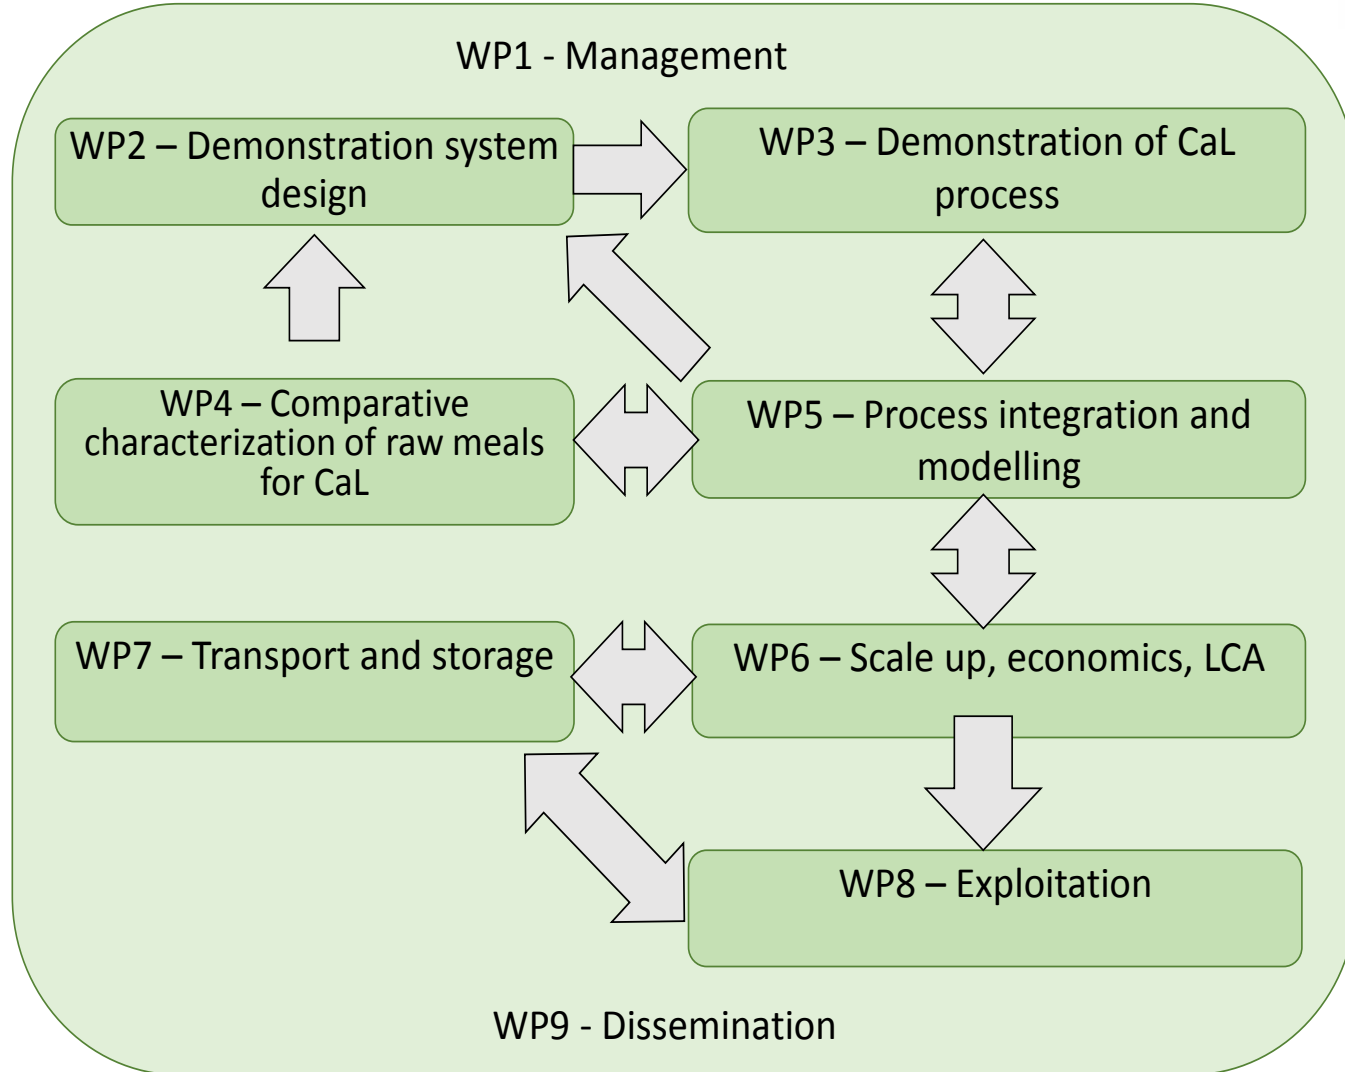 WP1 - Management
WP2 – Demonstration system
design
WP3 – Demonstration of CaL
process
WP4 – Comparative
characterization of raw meals
for CaL
WP5 – Process integration and
modelling
WP7 – Transport and storage
WP6 – Scale up, economics, LCA
WP8 – Exploitation
WP9 - Dissemination